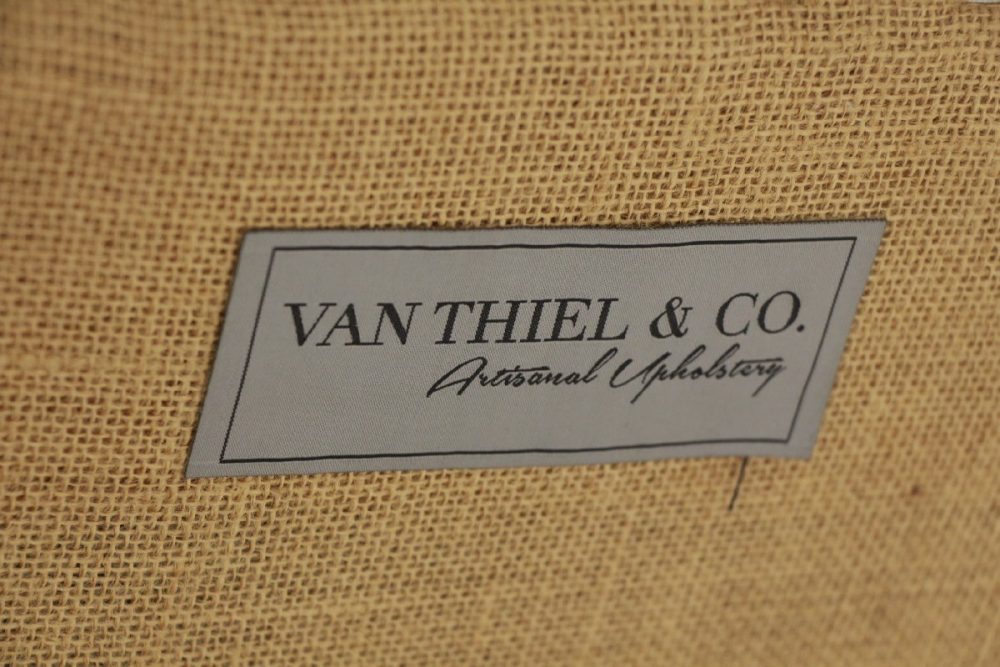 VAN THIEL & CO.
Artisanal Upholstery